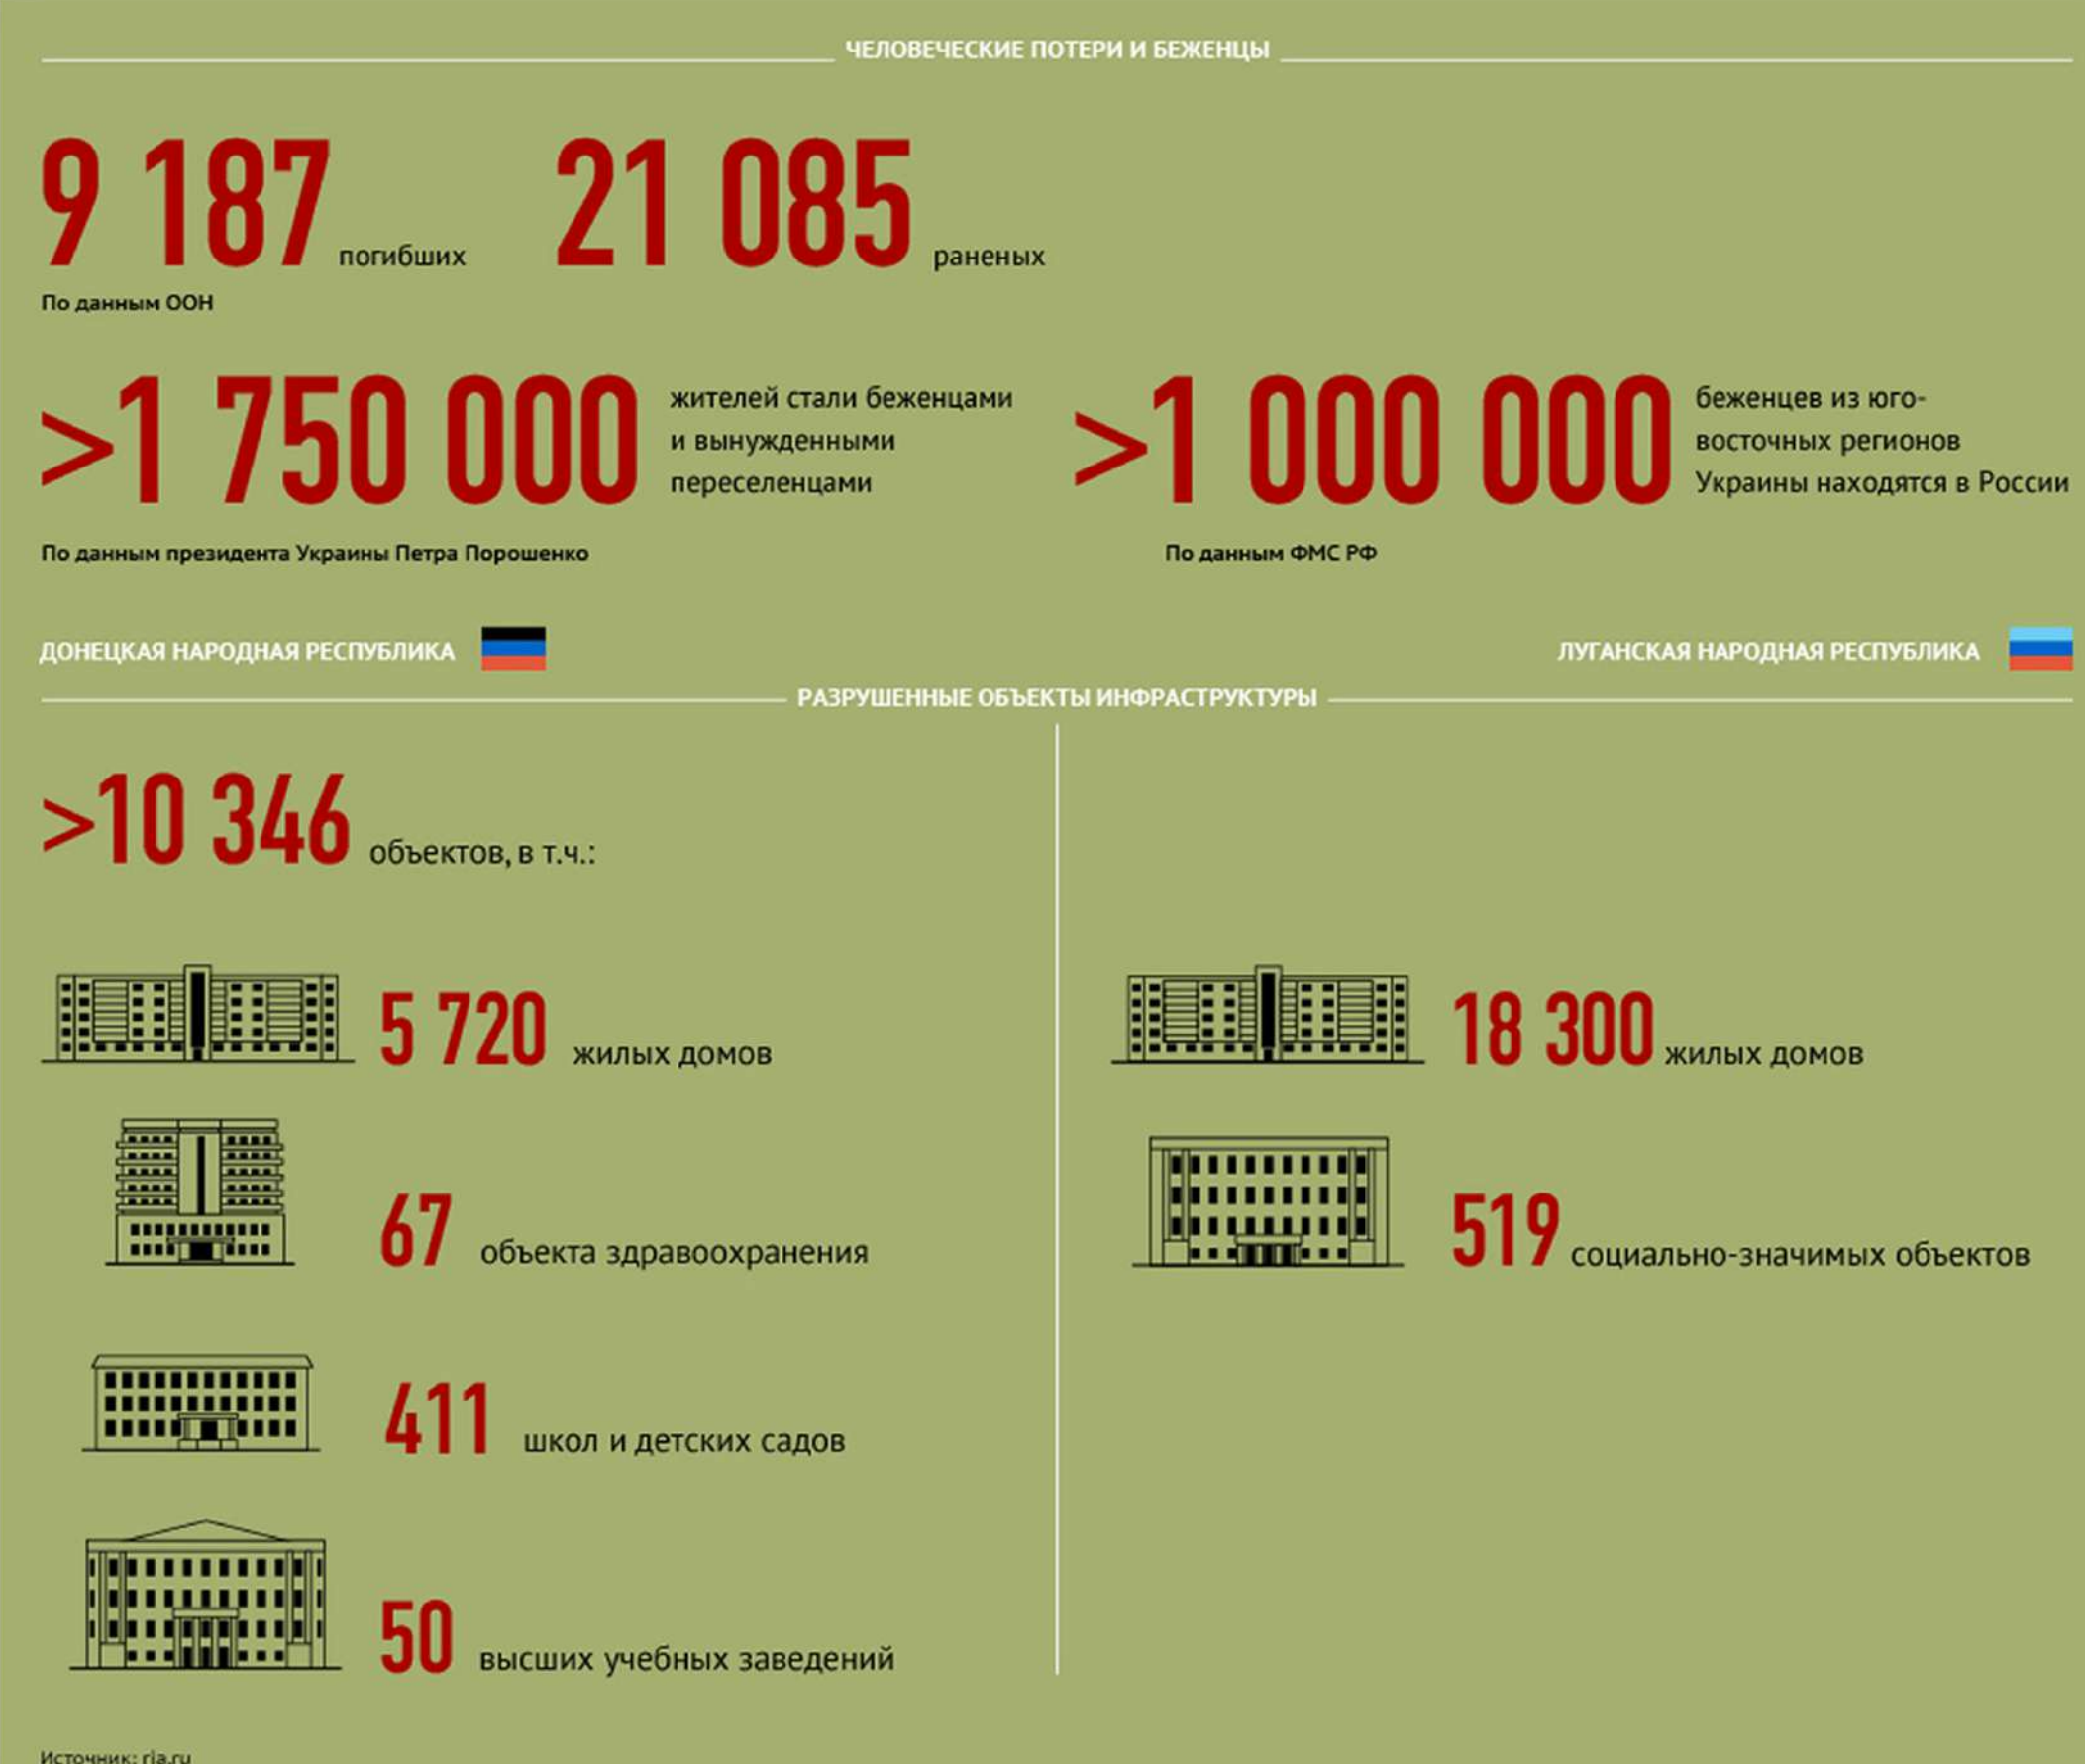 ЧЕЛОВЕЧЕСКИЕ ПОТЕРИ И БЕЖЕНЦЫ
9 187 погибших 21 085 раненых
По данным ООН
>1 750 000 жителей стали беженцами
и вынужденными
переселенцами
>1 000 000 беженцев из юго-
восточных регионов
Украины находятся в России
По данным президента Украины Петра Порошенко
По данным ФМС РФ
ДОНЕЦКАЯ НАРОДНАЯ РЕСПУБЛИКА
ЛУГАНСКАЯ НАРОДНАЯ РЕСПУБЛИКА
РАЗРУШЕННЫЕ ОБЪЕКТЫ ИНФРАСТРУКТУРЫ
>10 346 объектов, в т.ч.:
5 720 жилых домов
18 300 жилых домов
67 объекта здравоохранения
519 социально-значимых объектов
411 школ и детских садов
50 высших учебных заведений
Источник: ria.ru